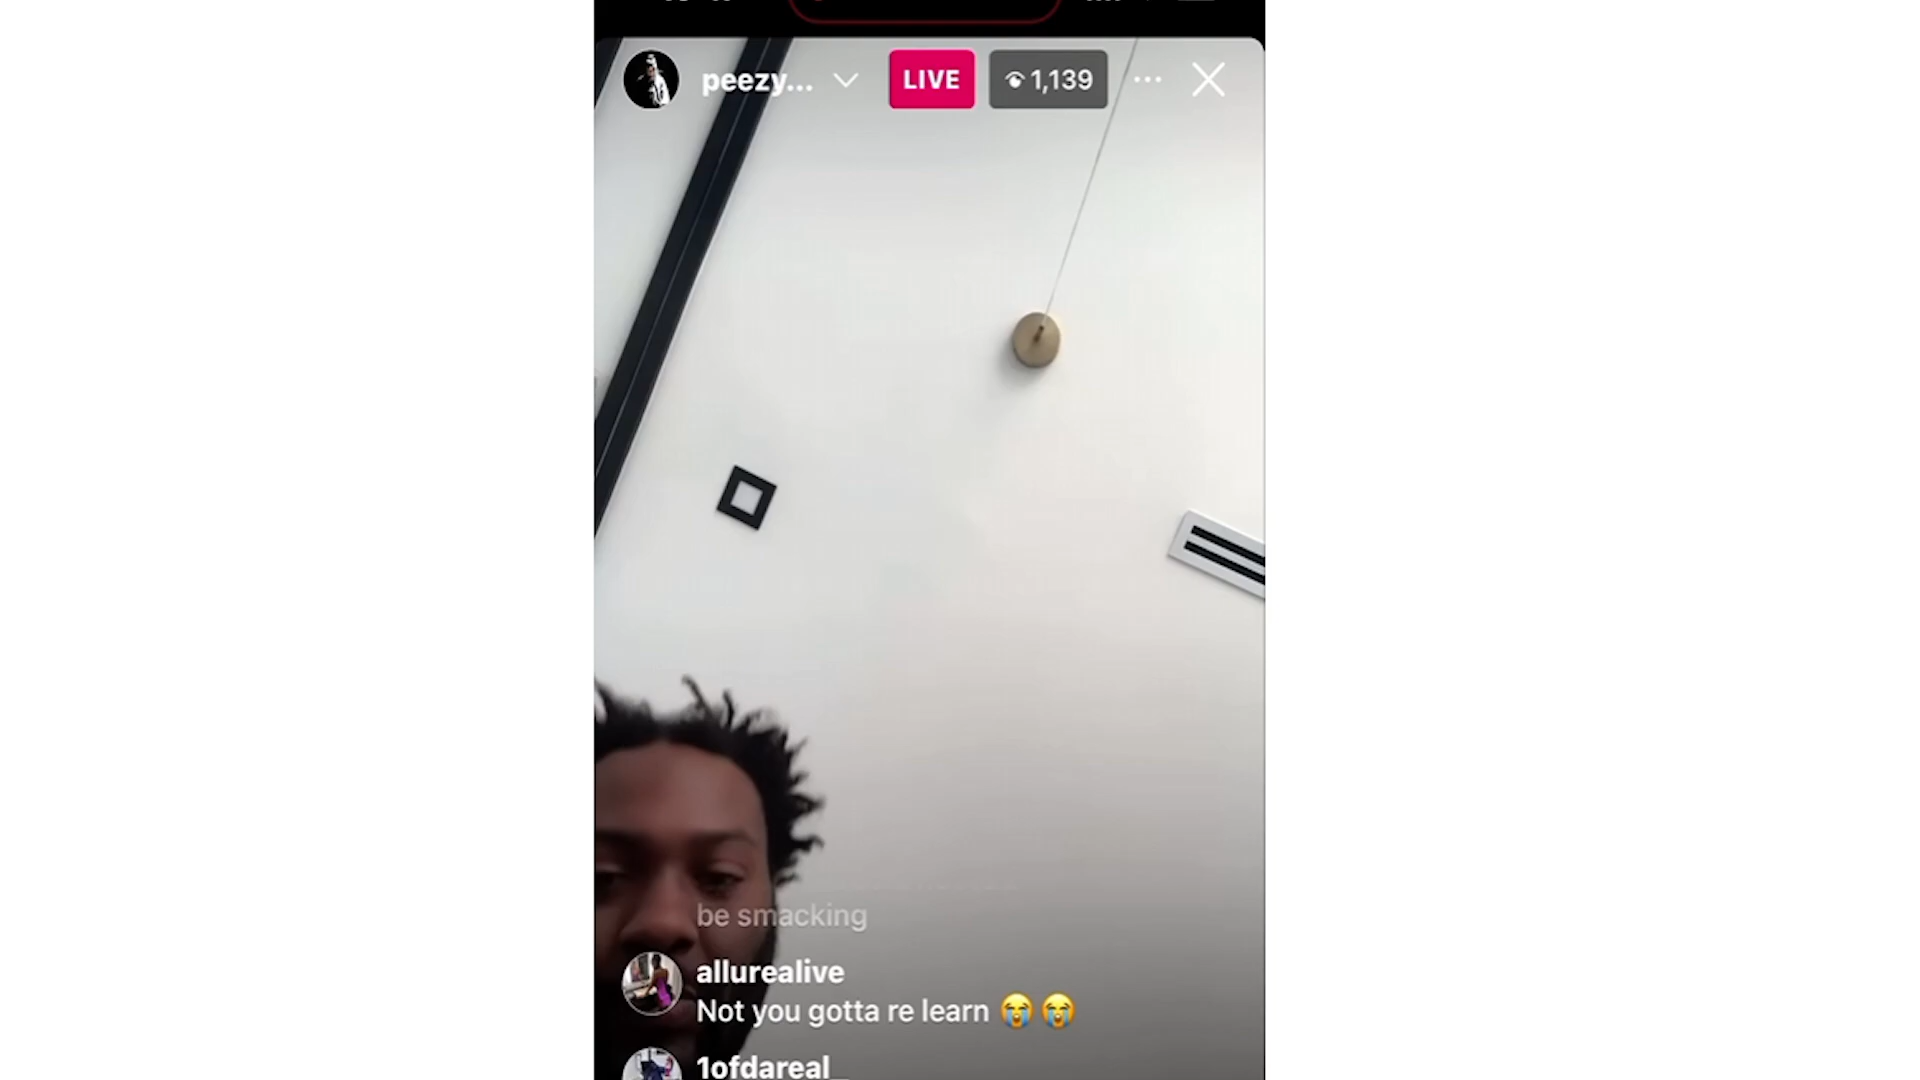 peezy...
LIVE
1,139
be smacking
allurealive
Not you gotta re learn 😭😭
1ofdareal_